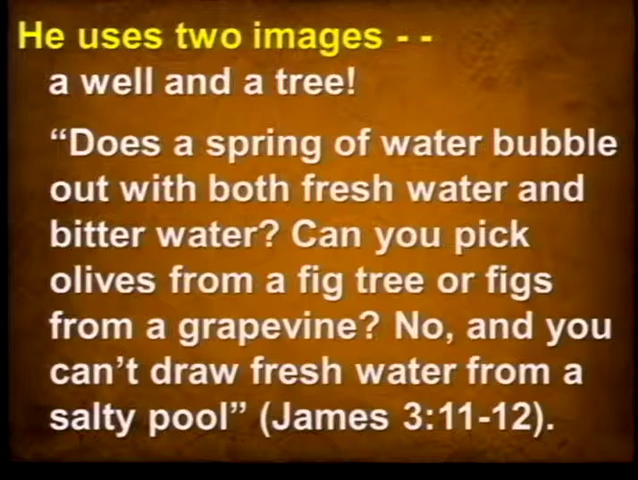 He uses two images - -
a well and a tree!
“Does a spring of water bubble
out with both fresh water and
bitter water? Can you pick
olives from a fig tree or figs
from a grapevine? No, and you
can’t draw fresh water from a
salty pool” (James 3:11-12).